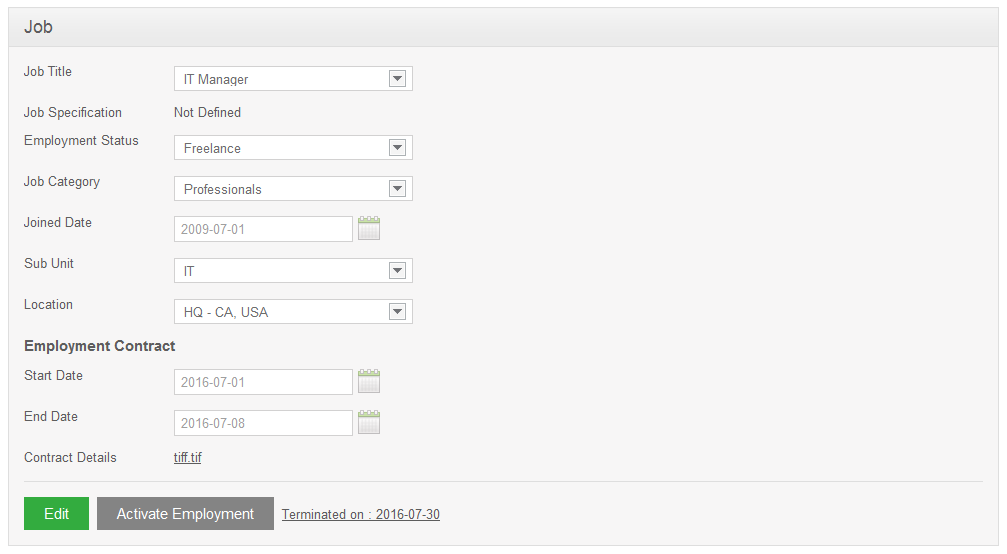 Job
Job Title IT Manager
Job Specification Not Defined
Employment Status Freelance
Job Category Professionals
Joined Date 2009-07-01
Sub Unit IT
Location HQ - CA, USA
Employment Contract
Start Date 2016-07-01
End Date 2016-07-08
Contract Details tiff.tif
Edit Activate Employment Terminated on : 2016-07-30